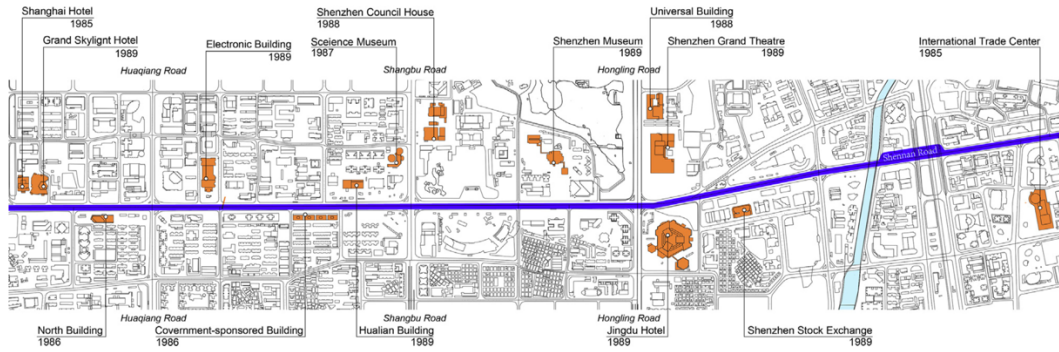 Shanghai Hotel
1985
Grand Skylignt Hotel
1989
Huaqiang Road
Electronic Building
1989
Shenzhen Council House
1988
Sceience Museum
1987
Shangbu Road
Shenzhen Museum
1989
Universal Building
1988
Shenzhen Grand Theatre
1989
Hongling Road
International Trade Center
1985
Shennan Road
Huaqiang Road
North Building
1986
Covernment-sponsored Building
1986
Shangbu Road
Hualian Building
1989
Hongling Road
Jingdu Hotel
1989
Shenzhen Stock Exchange
1989